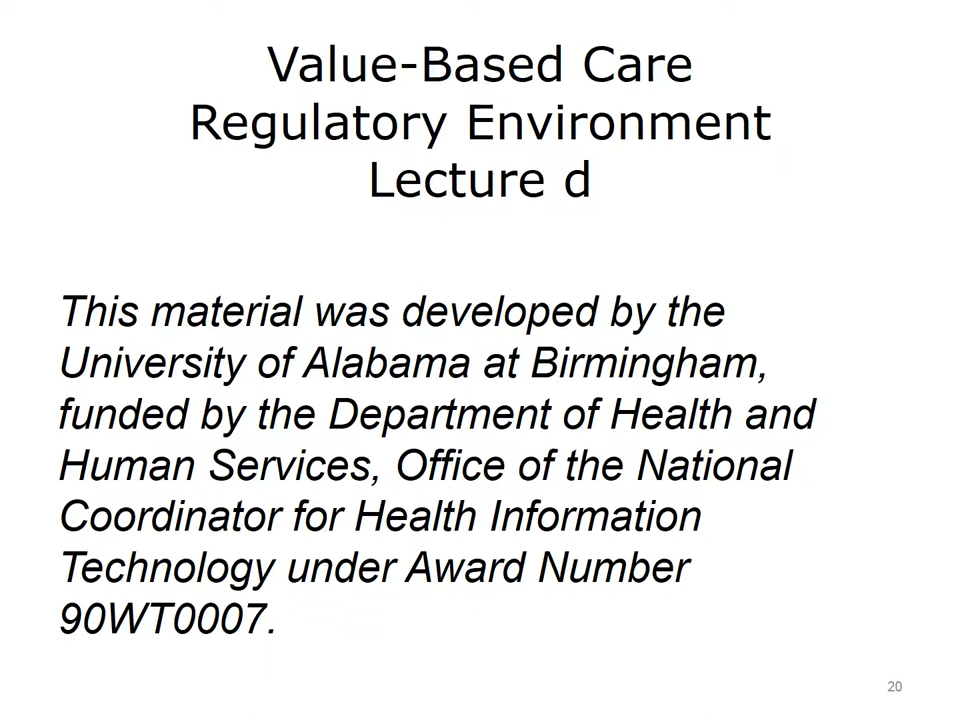 Value-Based Care
Regulatory Environment
Lecture d
This material was developed by the
University of Alabama at Birmingham,
funded by the Department of Health and
Human Services, Office of the National
Coordinator for Health Information
Technology under Award Number
90WT0007.
20